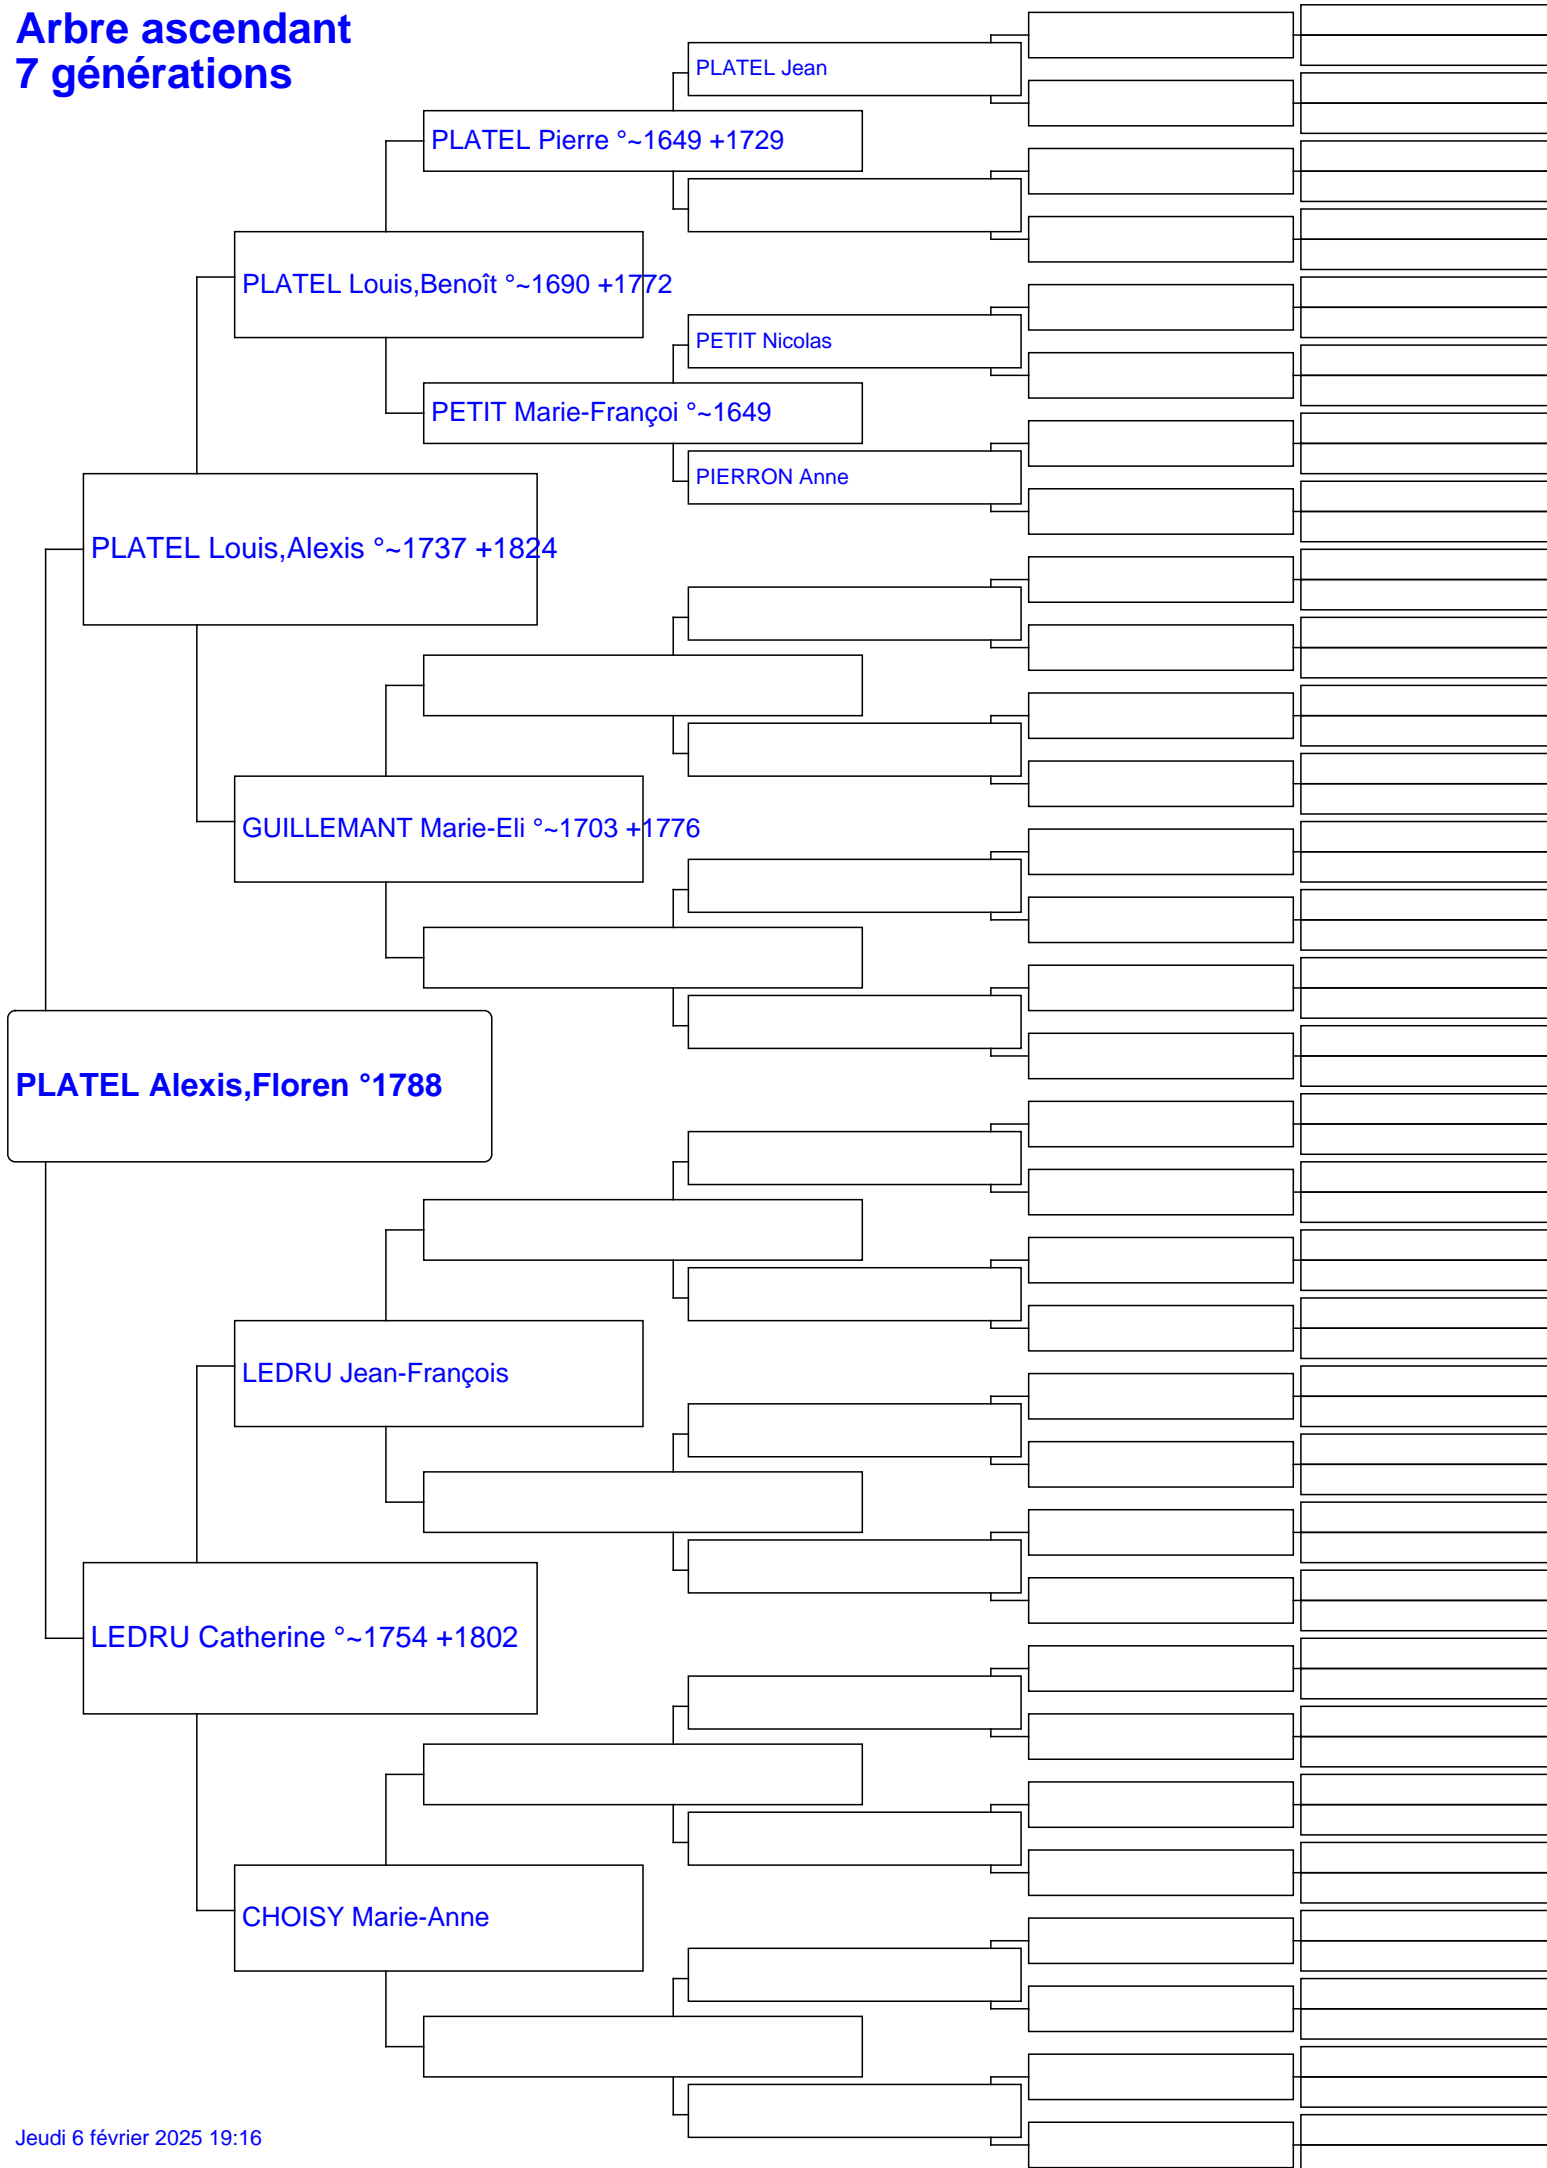 Arbre ascendant
7 générations
PLATEL Jean
PLATEL Pierre °~1649 +1729
PLATEL Louis,Benoît °~1690 +1772
PETIT Nicolas
PETIT Marie-Françoi °~1649
PIERRON Anne
PLATEL Louis,Alexis °~1737 +1824
GUILLEMANT Marie-Eli °~1703 +1776
PLATEL Alexis,Floren °1788
LEDRU Jean-François
LEDRU Catherine °~1754 +1802
CHOISY Marie-Anne
Jeudi 6 février 2025 19:16